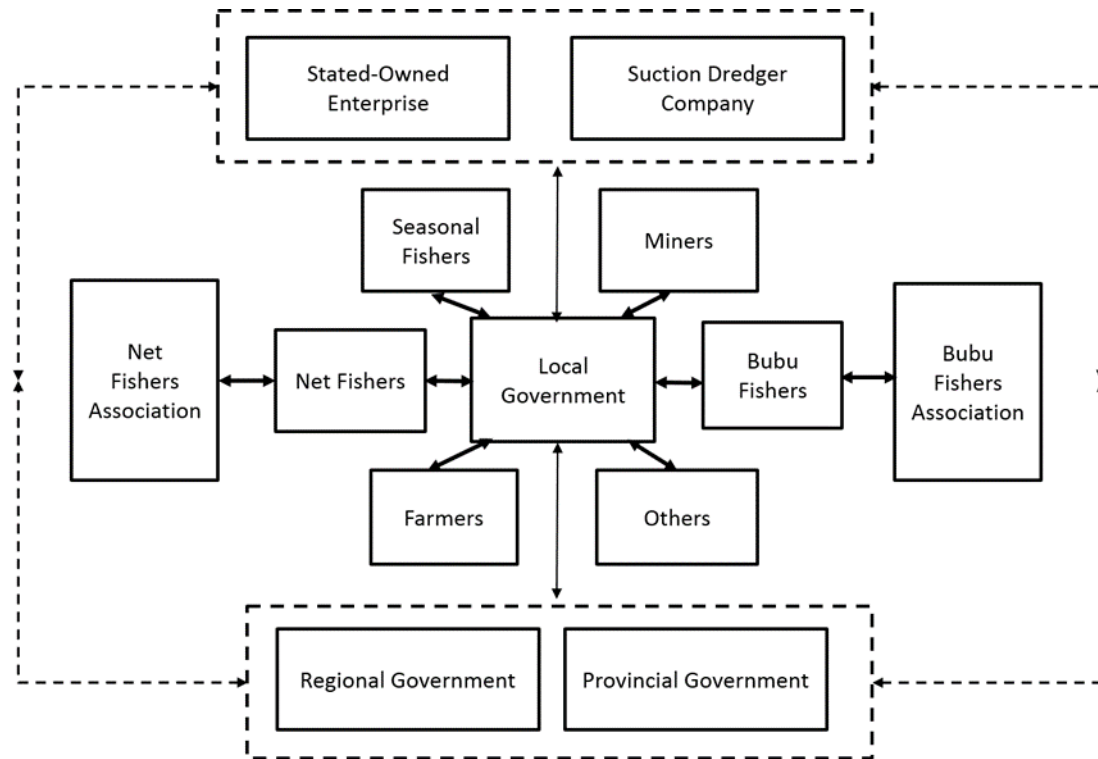 Stated-Owned
Enterprise
Suction Dredger
Company
Seasonal
Fishers
Miners
Net
Fishers
Association
Net Fishers
Local
Government
Bubu
Fishers
Bubu
Fishers
Association
Farmers
Others
Regional Government
Provincial Government